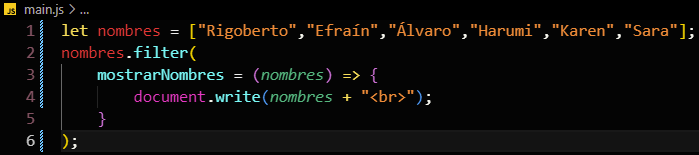 JS main.js > ...
1 let nombres = ["Rigoberto","Efraín","Álvaro","Harumi","Karen","Sara"];
2 nombres.filter(
3     mostrarNombres = (nombres) => {
4         document.write(nombres + "<br>");
5     }
6 );